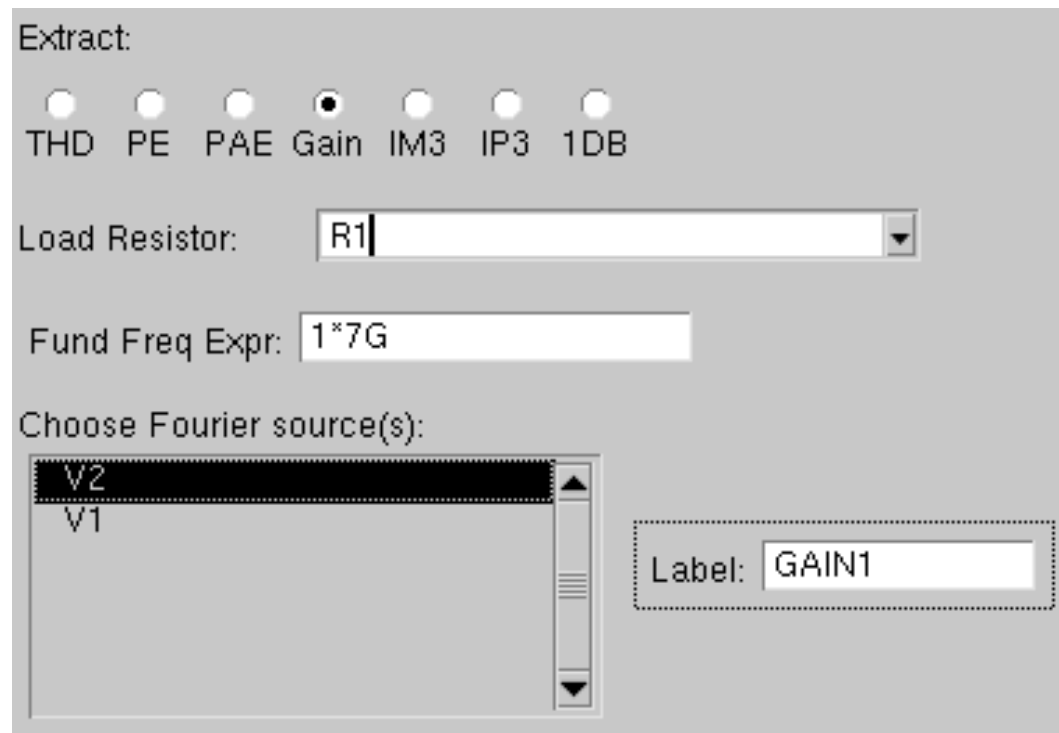 Extract:
THD PE PAE Gain IM3 IP3 1DB
Load Resistor: R1
Fund Freq Expr: 1*7G
Choose Fourier source(s):
V2
V1
Label: GAIN1